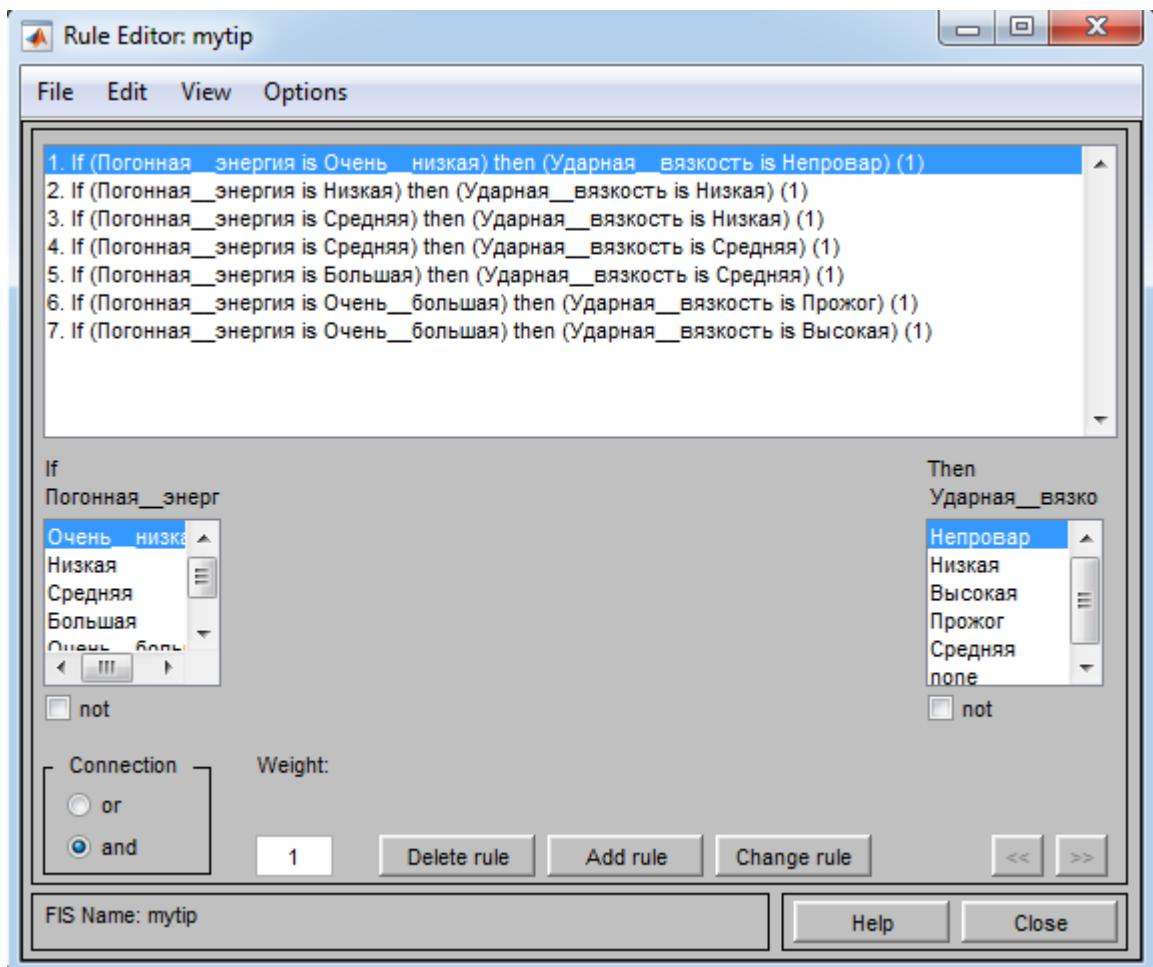 Rule Editor: mytip
File Edit View Options
1. If (Погонная__энергия is Очень__низкая) then (Ударная__вязкость is Непровар) (1)
2. If (Погонная__энергия is Низкая) then (Ударная__вязкость is Низкая) (1)
3. If (Погонная__энергия is Средняя) then (Ударная__вязкость is Низкая) (1)
4. If (Погонная__энергия is Средняя) then (Ударная__вязкость is Средняя) (1)
5. If (Погонная__энергия is Большая) then (Ударная__вязкость is Средняя) (1)
6. If (Погонная__энергия is Очень__большая) then (Ударная__вязкость is Прожог) (1)
7. If (Погонная__энергия is Очень__большая) then (Ударная__вязкость is Высокая) (1)
If
Погонная__энерг
Очень__низка
Низкая
Средняя
Большая
Очень__боль
not
Then
Ударная__вязко
Непровар
Низкая
Высокая
Прожог
Средняя
none
not
Connection
or
and
Weight:
1
Delete rule
Add rule
Change rule
<<
>>
FIS Name: mytip
Help
Close